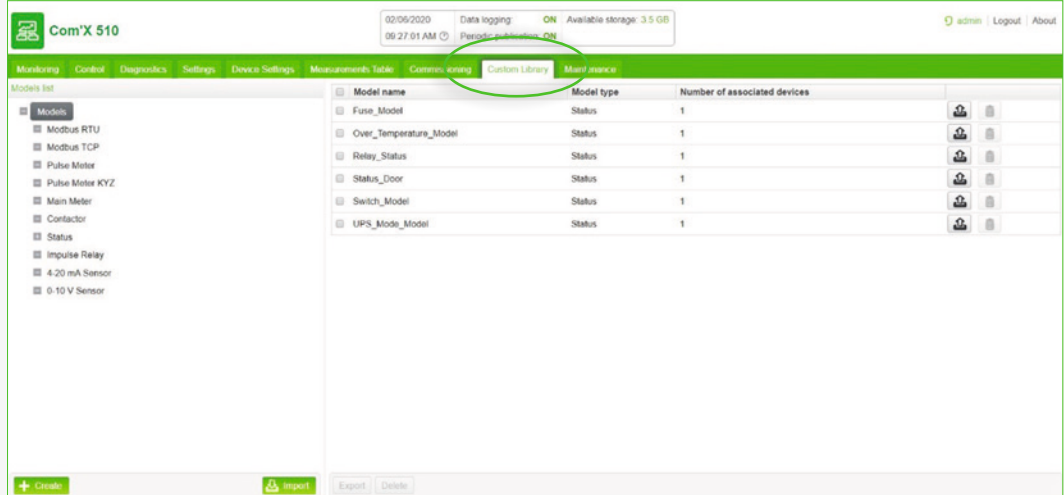 Com'X 510
02/06/2020 Data logging: ON Available storage: 3.5 GB
09:27:01 AM Periodic publication: ON
admin Logout About
Monitoring Control Diagnostics Settings Device Settings Measurements Table Commissioning Custom Library Maintenance
Models list
Model name Model type Number of associated devices
Models
Modbus RTU
Modbus TCP
Pulse Meter
Pulse Meter KYZ
Main Meter
Contactor
Status
Impulse Relay
4-20 mA Sensor
0-10 V Sensor
Fuse_Model Status 1
Over_Temperature_Model Status 1
Relay_Status Status 1
Status_Door Status 1
Switch_Model Status 1
UPS_Mode_Model Status 1
Create Import Export Delete